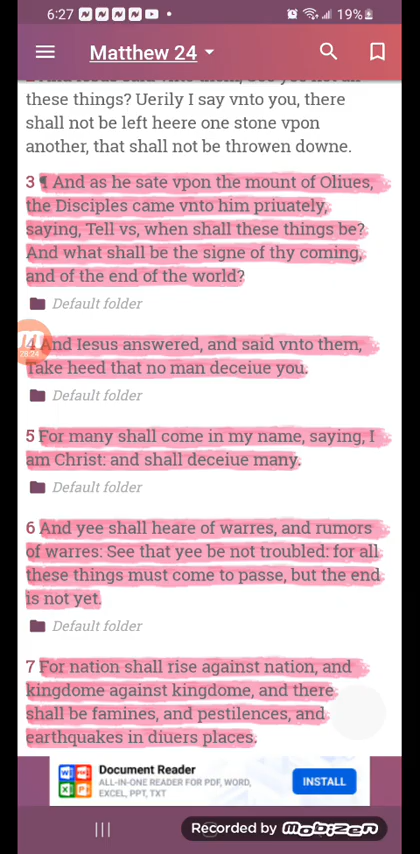 6:27
19%
Matthew 24
these things? Uerily I say vnto you, there
shall not be left heere one stone vpon
another, that shall not be throwen downe.
3 ¶ And as he sate vpon the mount of Oliues,
the Disciples came vnto him priuately,
saying, Tell vs, when shall these things be?
And what shall be the signe of thy coming,
and of the end of the world?
Default folder
4 And Iesus answered, and said vnto them,
Take heed that no man deceiue you.
28:24
Default folder
5 For many shall come in my name, saying, I
am Christ: and shall deceiue many.
Default folder
6 And yee shall heare of warres, and rumors
of warres: See that yee be not troubled: for all
these things must come to passe, but the end
is not yet.
Default folder
7 For nation shall rise against nation, and
kingdome against kingdome, and there
shall be famines, and pestilences, and
earthquakes in diuers places.
Document Reader
ALL-IN-ONE READER FOR PDF, WORD,
EXCEL, PPT, TXT
INSTALL
Recorded by mobizen